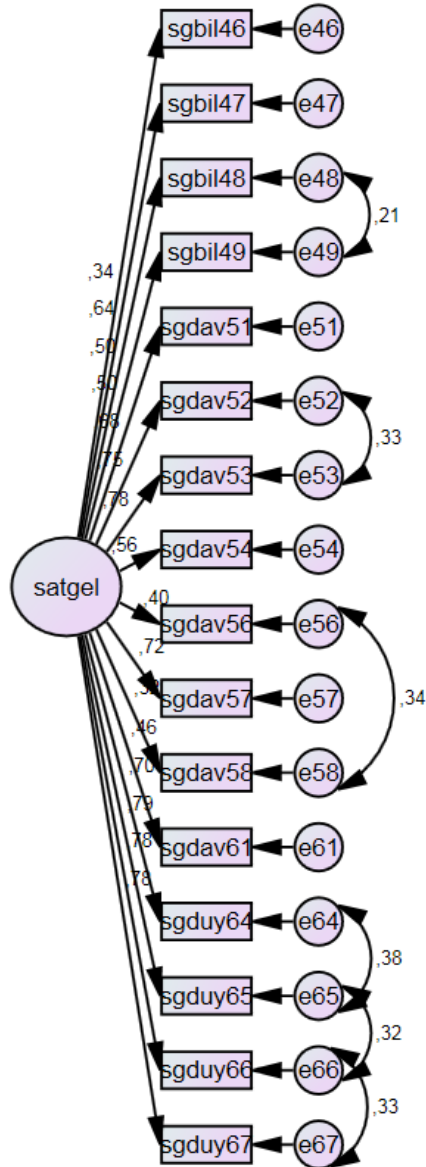 sgbil46 e46
sgbil47 e47
sgbil48 e48
,21
sgbil49 e49
,34
,64
,50
,50
sgdav51 e51
,75
sgdav52 e52
,33
,78
sgdav53 e53
,56
sgdav54 e54
satgel
,40
sgdav56 e56
,72
,34
sgdav57 e57
,46
sgdav58 e58
,70
,79
sgdav61 e61
,78
,78
sgduy64 e64
,38
sgduy65 e65
,32
sgduy66 e66
,33
sgduy67 e67